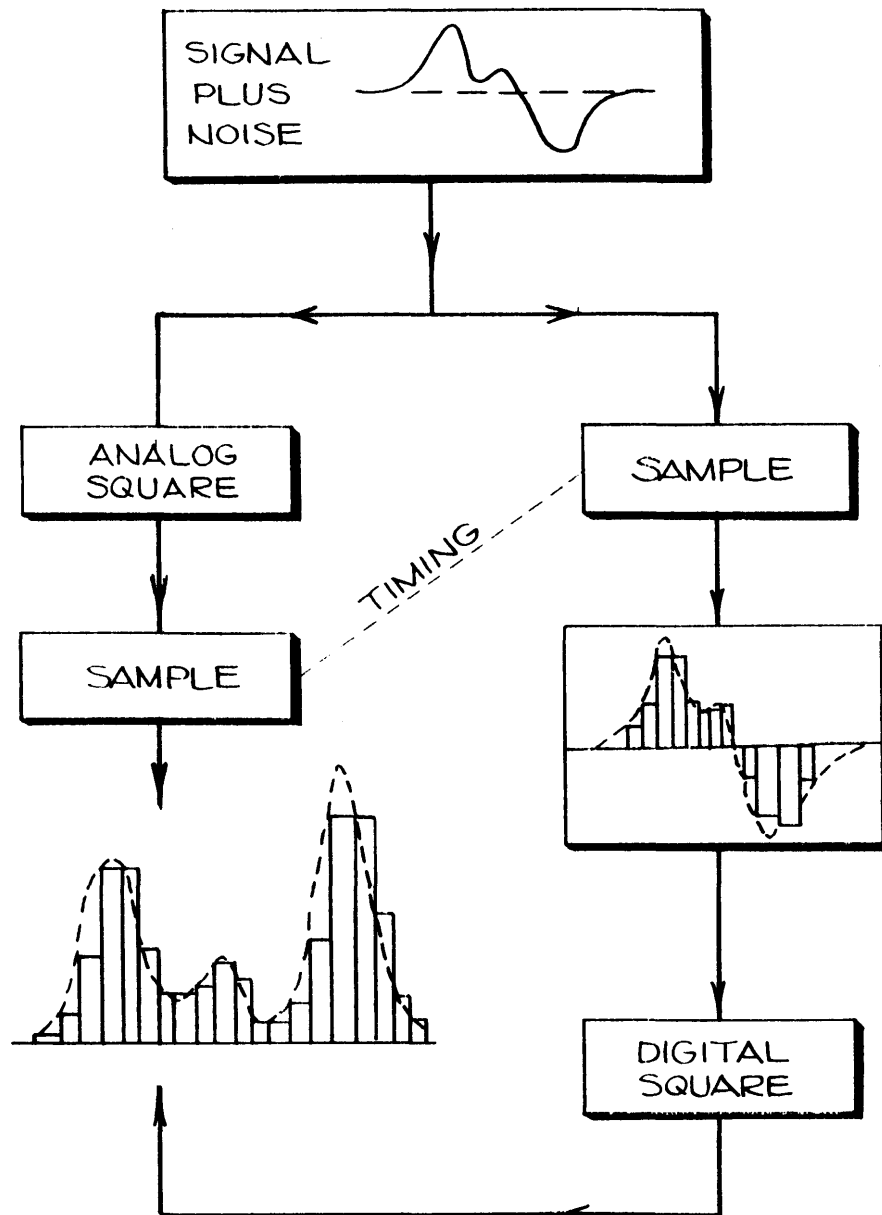 SIGNAL
PLUS
NOISE
ANALOG
SQUARE
SAMPLE
TIMING
SAMPLE
DIGITAL
SQUARE